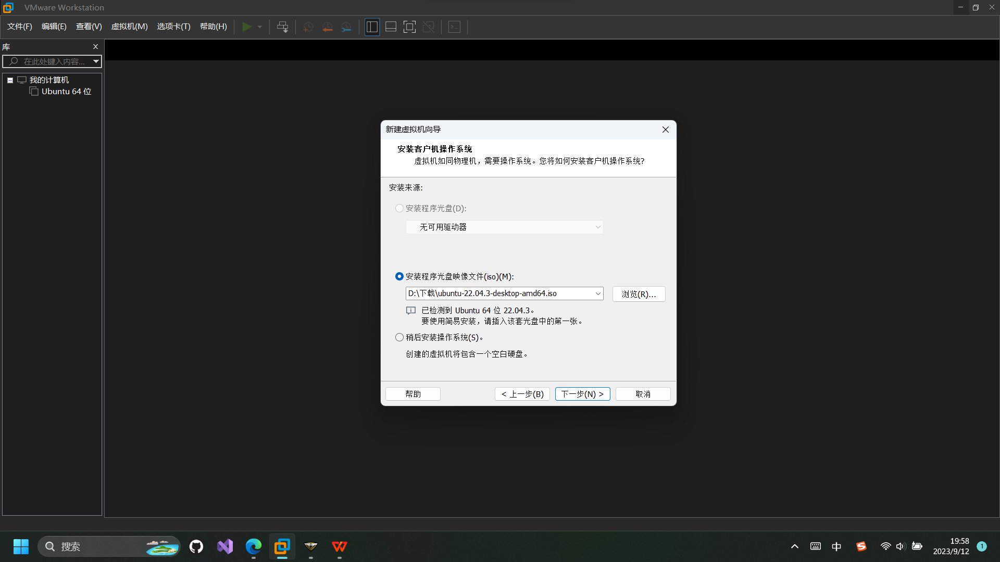 VMware Workstation
文件(F) 编辑(E) 查看(V) 虚拟机(M) 选项卡(T) 帮助(H)
库
在此处键入内容...
我的计算机
Ubuntu 64 位
新建虚拟机向导
安装客户机操作系统
虚拟机如同物理机，需要操作系统。您将如何安装客户机操作系统?
安装来源:
安装程序光盘(D):
无可用驱动器
安装程序光盘映像文件(iso)(M):
D:\下载\ubuntu-22.04.3-desktop-amd64.iso
浏览(R)...
已检测到 Ubuntu 64 位 22.04.3。
要使用简易安装，请插入该套光盘中的第一张。
稍后安装操作系统(S)。
创建的虚拟机将包含一个空白硬盘。
帮助
< 上一步(B)
下一步(N) >
取消
搜索
中
19:58
2023/9/12
1